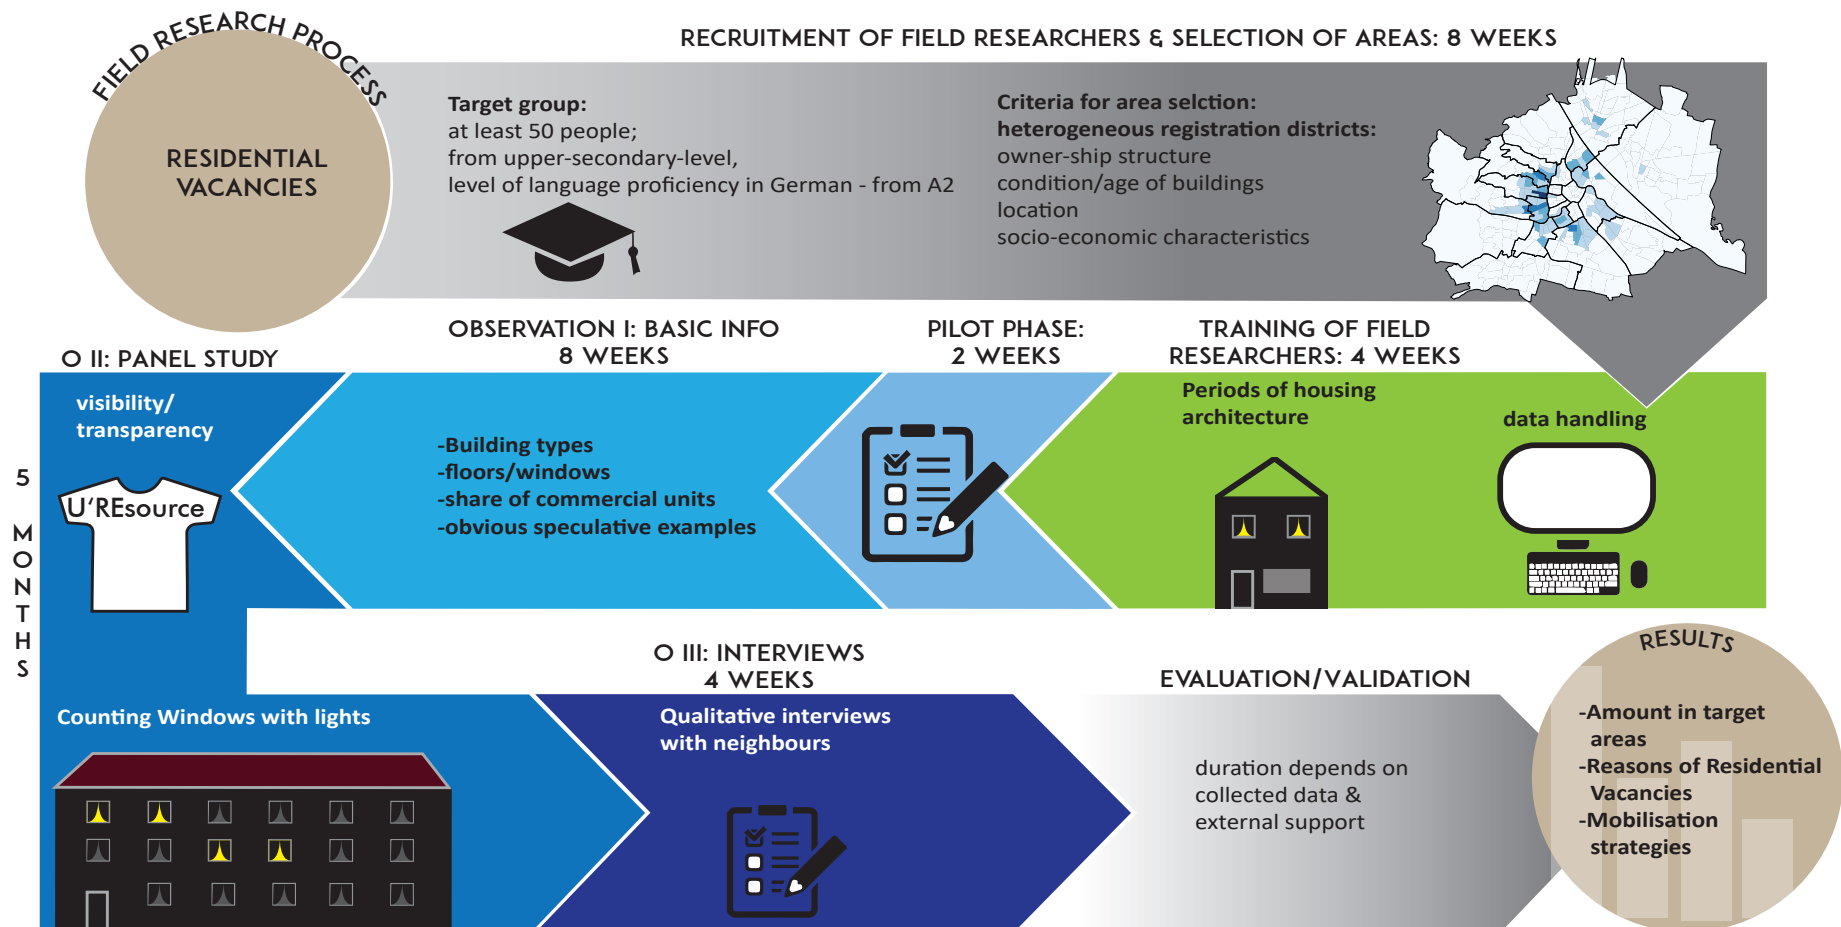 FIELD RESEARCH PROCESS
RESIDENTIAL
VACANCIES
RECRUITMENT OF FIELD RESEARCHERS & SELECTION OF AREAS: 8 WEEKS
Target group:
at least 50 people;
from upper-secondary-level,
level of language proficiency in German - from A2
Criteria for area selction:
heterogeneous registration districts:
owner-ship structure
condition/age of buildings
location
socio-economic characteristics
TRAINING OF FIELD
RESEARCHERS: 4 WEEKS
Periods of housing
architecture
data handling
PILOT PHASE:
2 WEEKS
OBSERVATION I: BASIC INFO
8 WEEKS
-Building types
-floors/windows
-share of commercial units
-obvious speculative examples
O II: PANEL STUDY
visibility/
transparency
U'REsource
5 MONTHS
Counting Windows with lights
O III: INTERVIEWS
4 WEEKS
Qualitative interviews
with neighbours
EVALUATION/VALIDATION
duration depends on
collected data &
external support
RESULTS
-Amount in target
areas
-Reasons of Residential
Vacancies
-Mobilisation
strategies